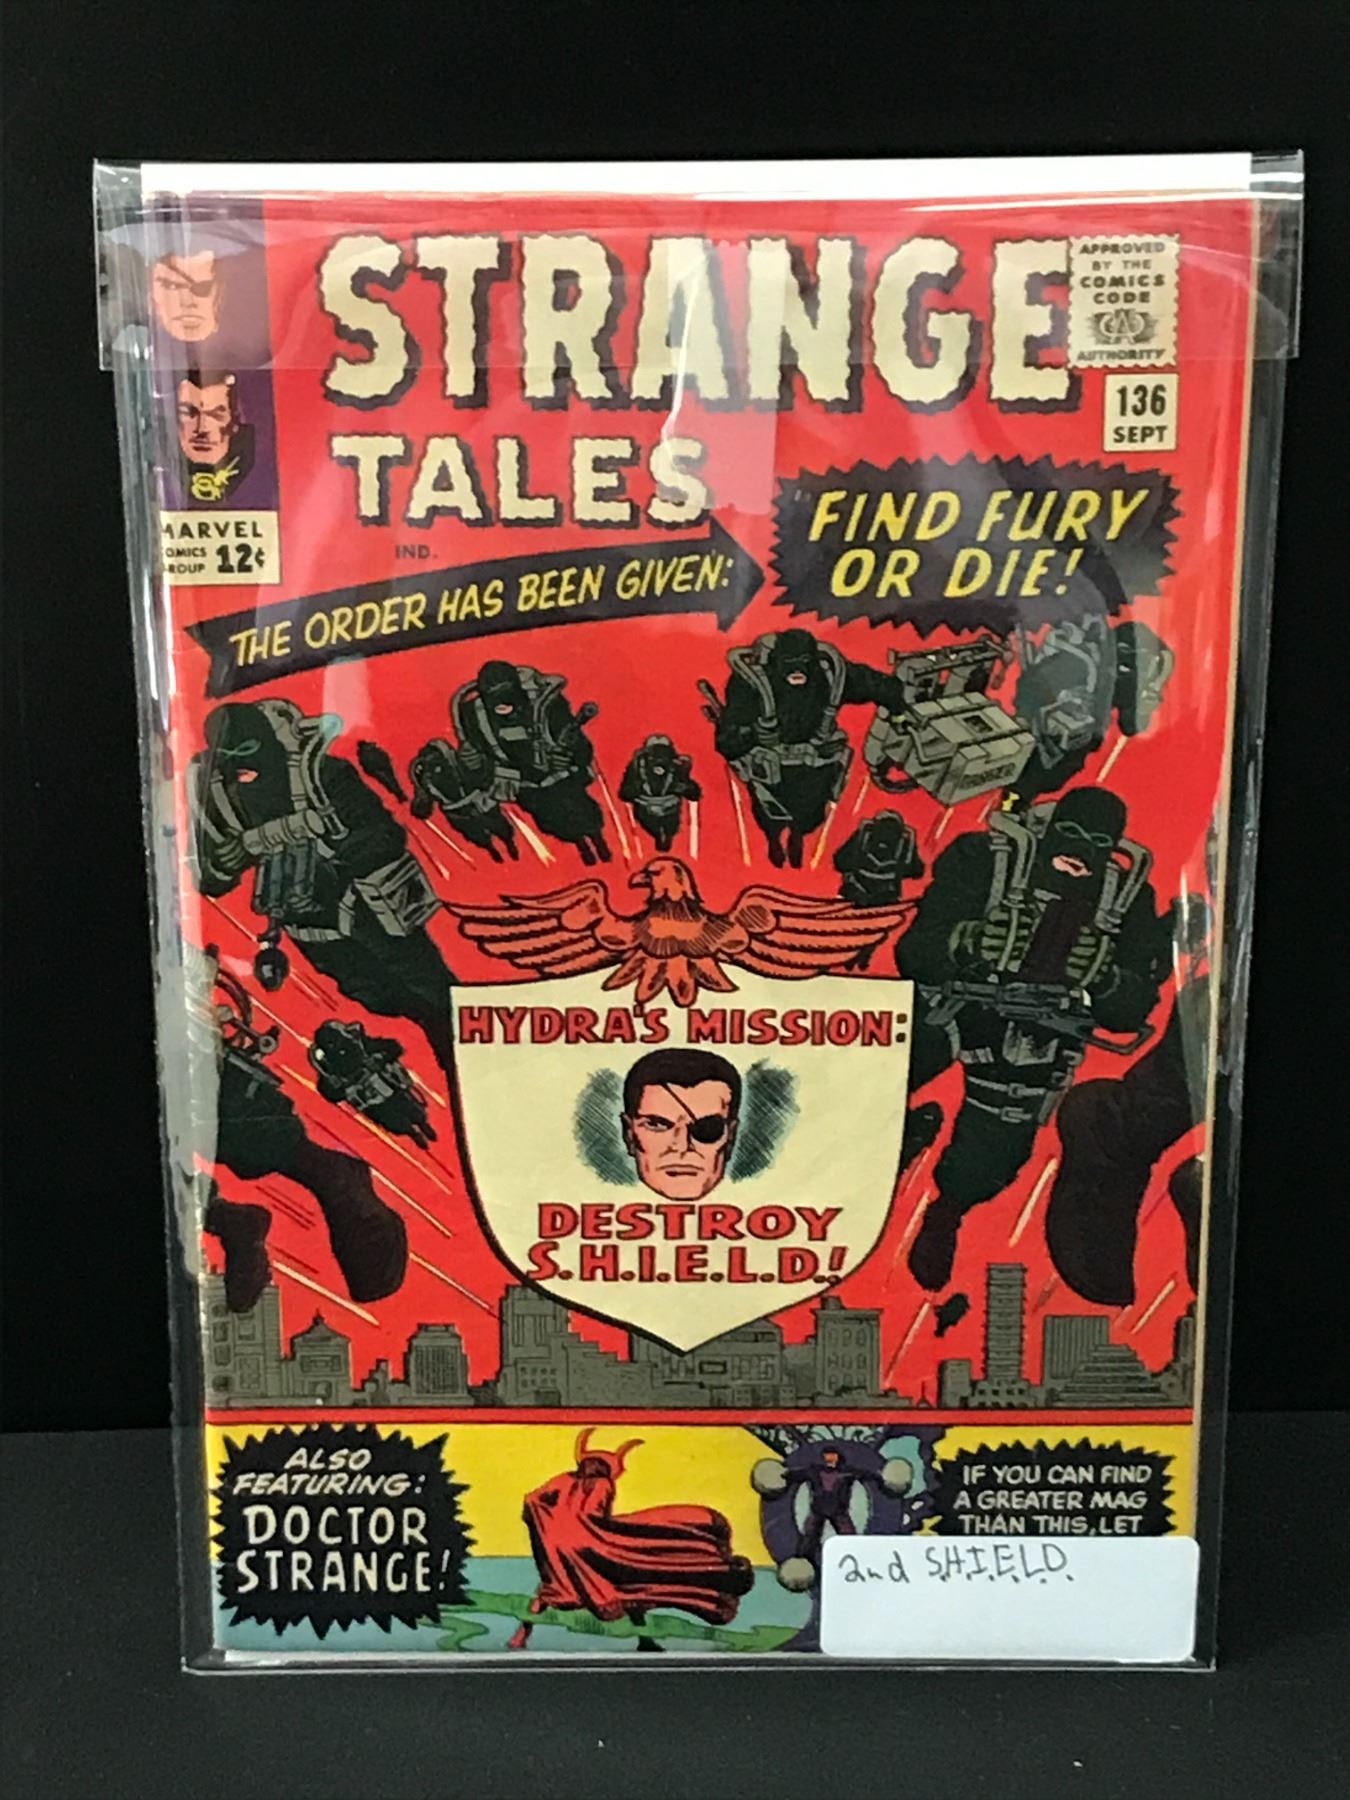 STRANGE
TALES
APPROVED
BY THE
COMICS
CODE
AUTHORITY
136
SEPT
MARVEL
COMICS
GROUP
12¢
IND.
THE ORDER HAS BEEN GIVEN:
FIND FURY
OR DIE!
DANGER
HYDRA'S MISSION:
DESTROY
S.H.I.E.L.D.!
ALSO
FEATURING:
DOCTOR
STRANGE!
IF YOU CAN FIND
A GREATER MAG
THAN THIS, LET
2nd S.H.I.E.L.D.